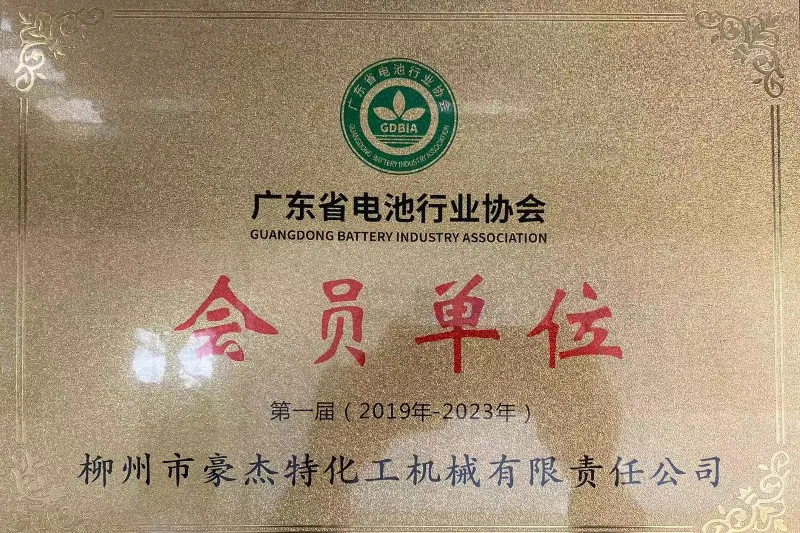 广东省电池行业协会
GDBIA
GUANGDONG BATTERY INDUSTRY ASSOCIATION
广东省电池行业协会
GUANGDONG BATTERY INDUSTRY ASSOCIATION
会员单位
第一届（2019年-2023年）
柳州市豪杰特化工机械有限责任公司